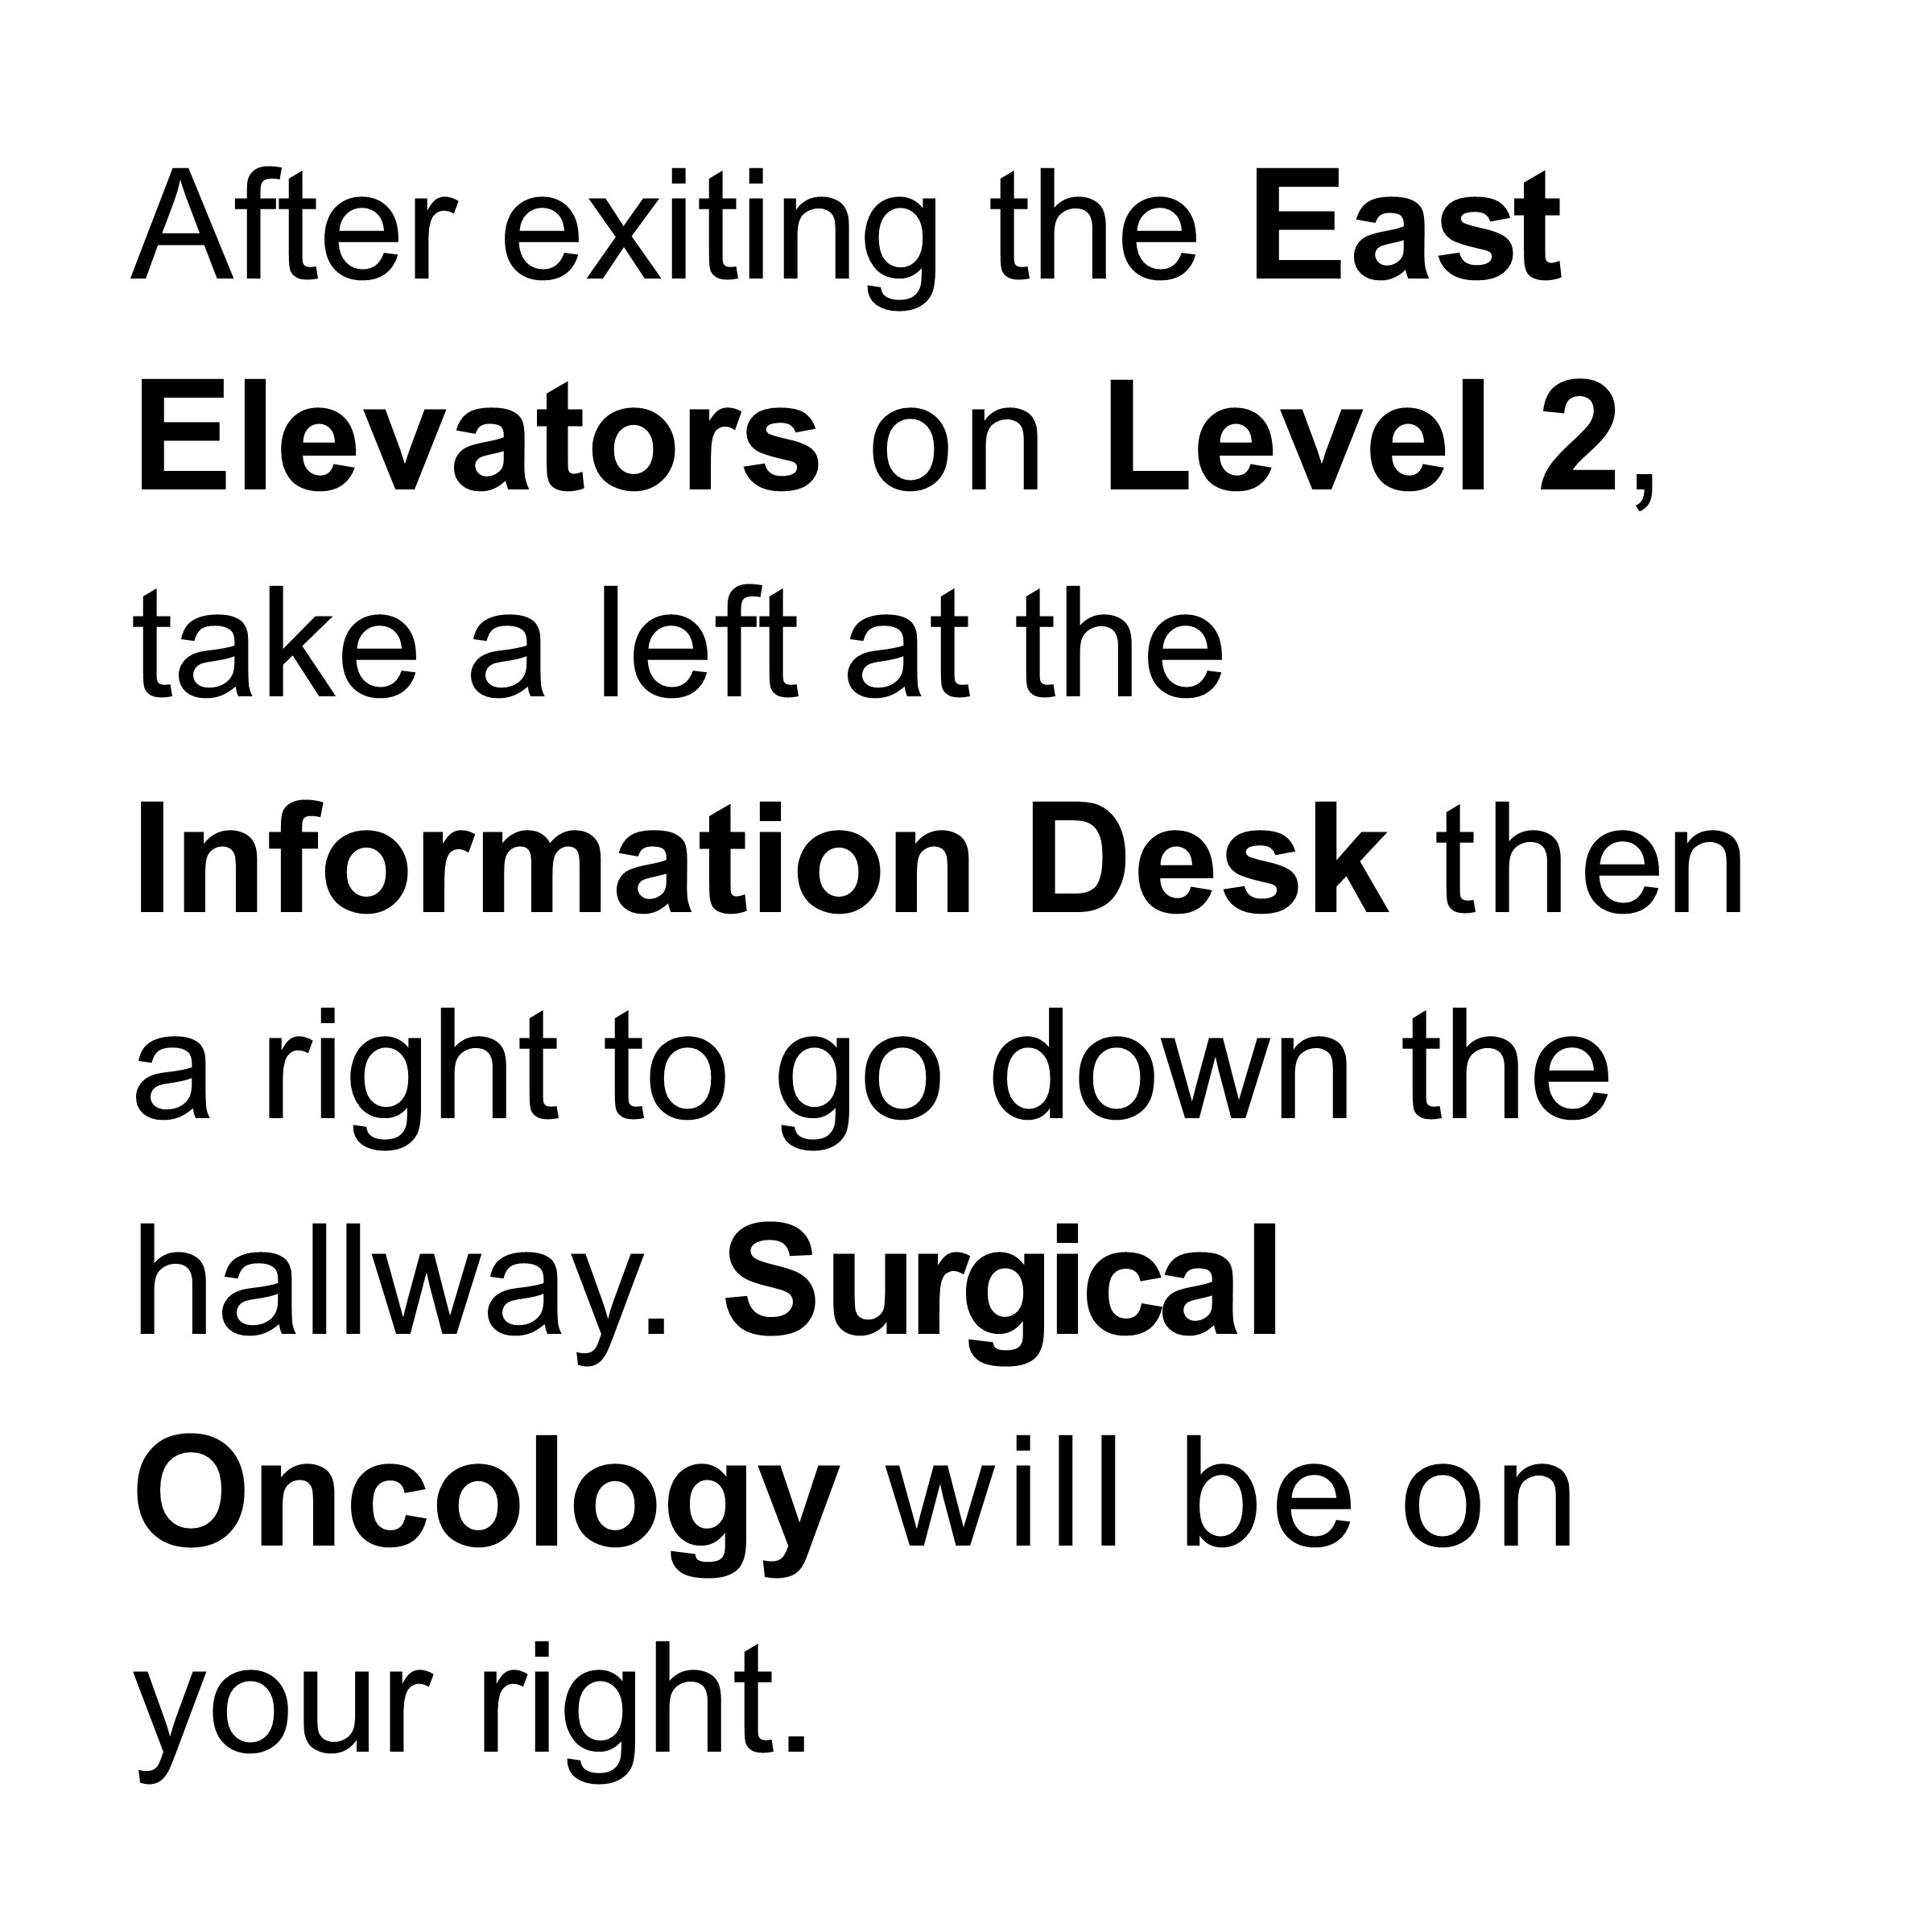 After exiting the East
Elevators on Level 2,
take a left at the
Information Desk then
a right to go down the
hallway. Surgical
Oncology will be on
your right.